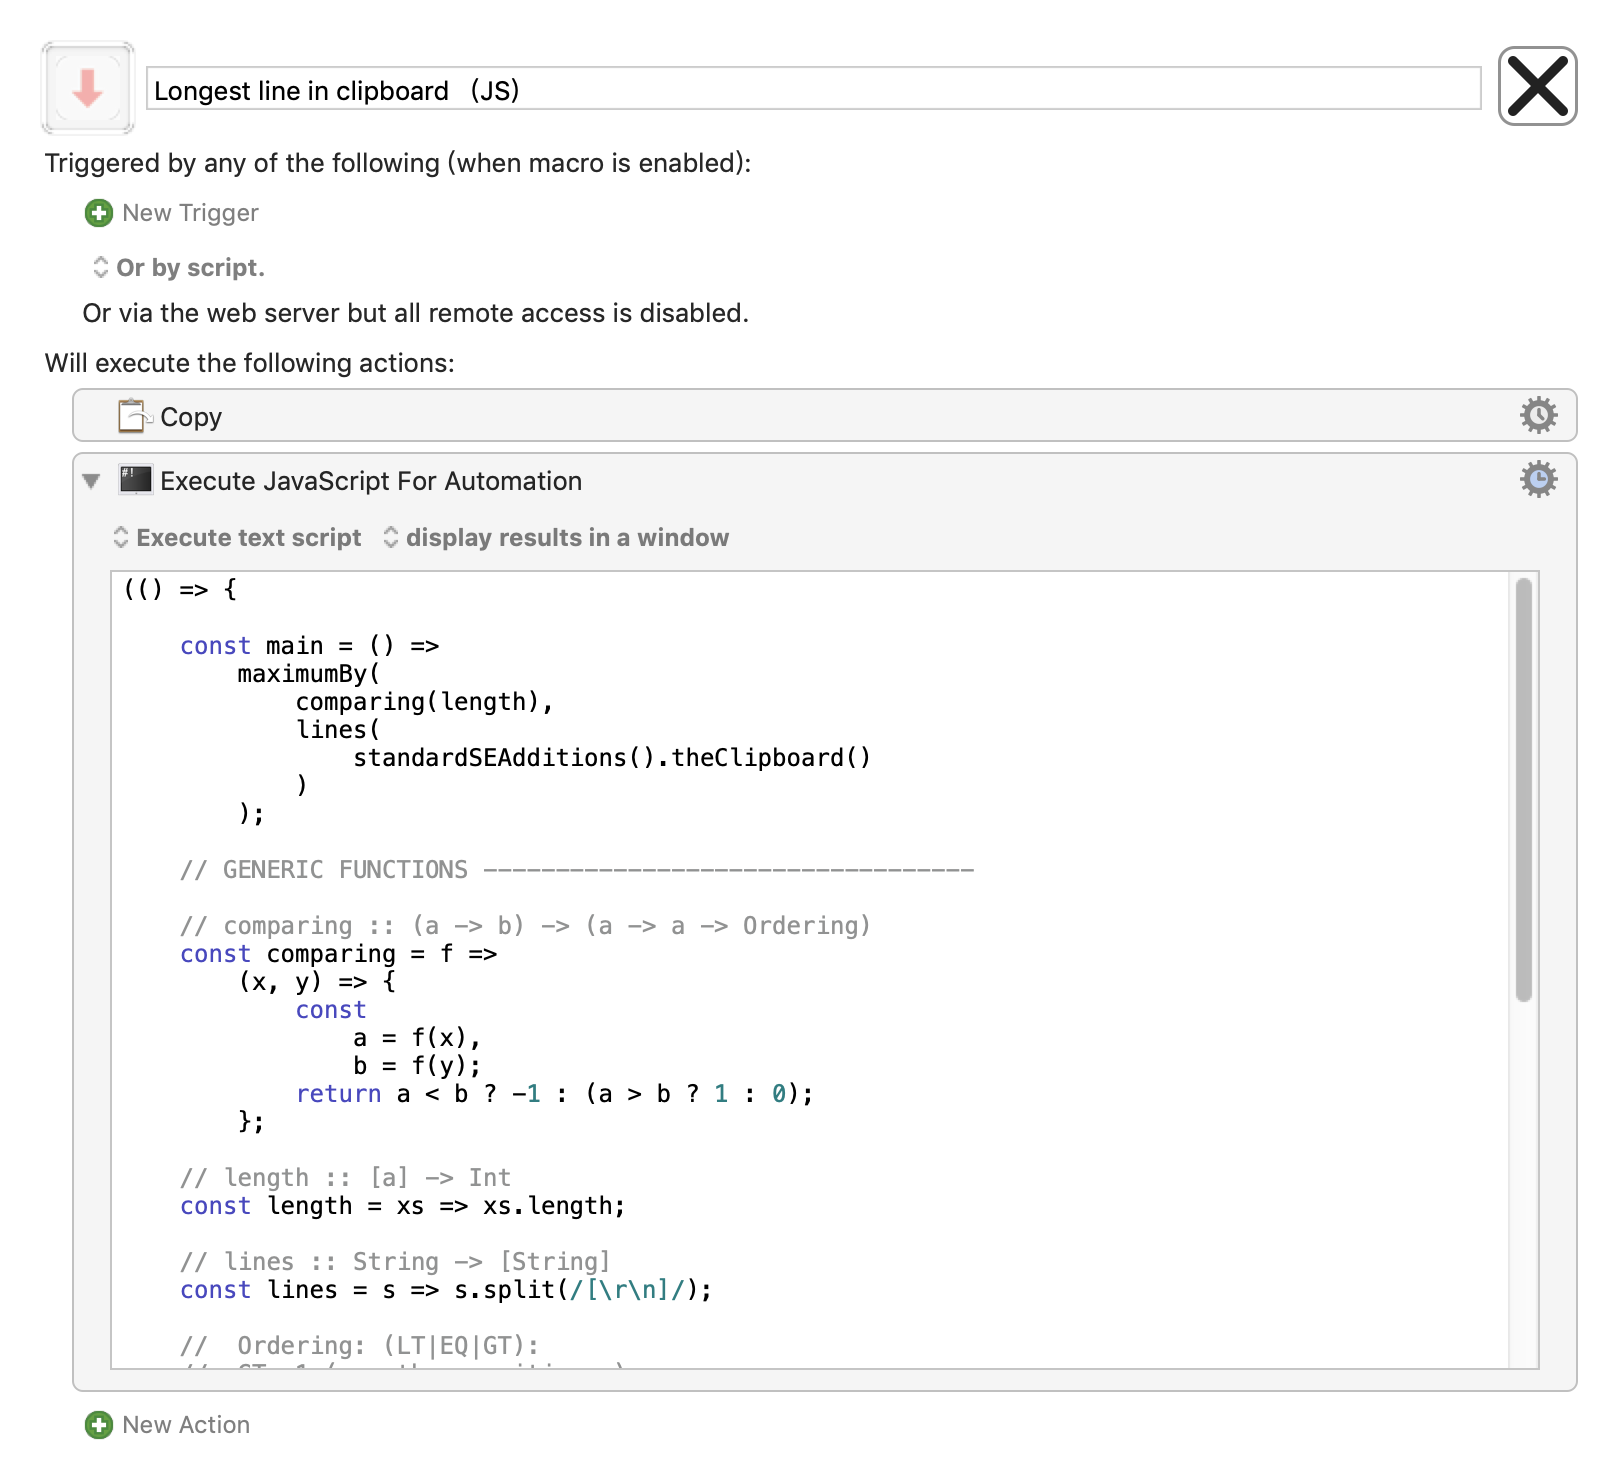 Longest line in clipboard   (JS)
Triggered by any of the following (when macro is enabled):
New Trigger
Or by script.
Or via the web server but all remote access is disabled.
Will execute the following actions:
Copy
#! Execute JavaScript For Automation
Execute text script display results in a window
(() => {
    const main = () =>
        maximumBy(
            comparing(length),
            lines(
                standardSEAdditions().theClipboard()
            )
        );
    // GENERIC FUNCTIONS ----------------------------------
    // comparing :: (a -> b) -> (a -> a -> Ordering)
    const comparing = f =>
        (x, y) => {
            const
                a = f(x),
                b = f(y);
            return a < b ? -1 : (a > b ? 1 : 0);
        };
    // length :: [a] -> Int
    const length = xs => xs.length;
    // lines :: String -> [String]
    const lines = s => s.split(/[\r\n]/);
    //  Ordering: (LT|EQ|GT):
New Action